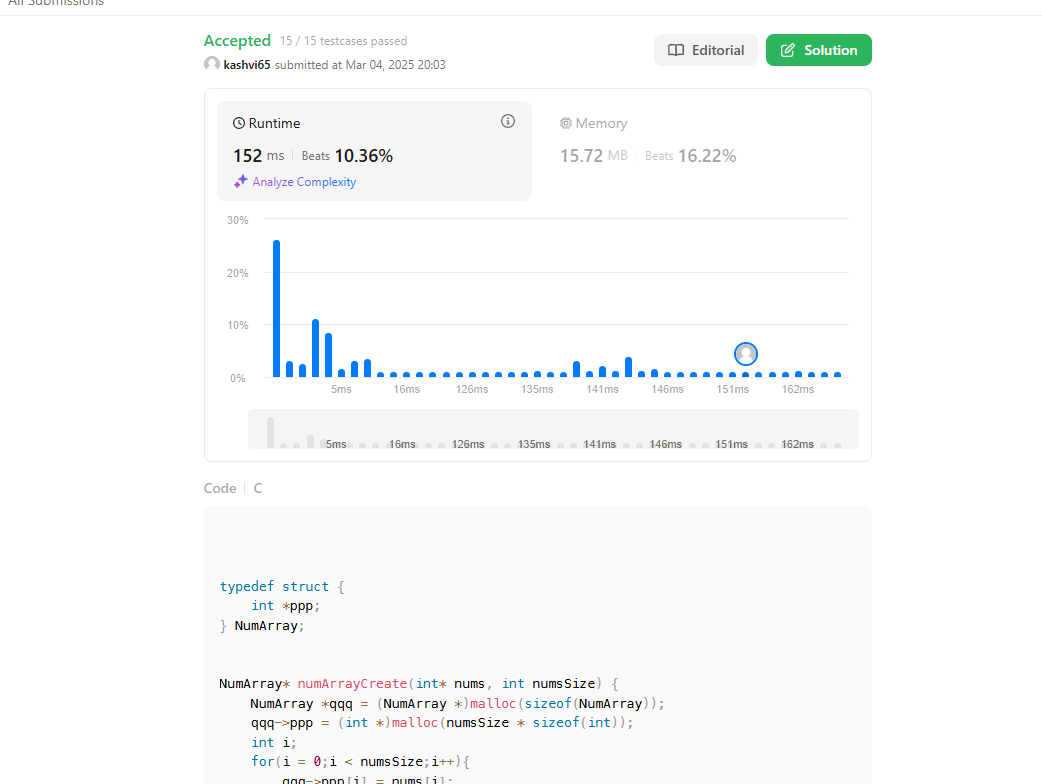 All Submissions
Accepted 15 / 15 testcases passed
kashvi65 submitted at Mar 04, 2025 20:03
Editorial
Solution
Runtime
152 ms | Beats 10.36%
Analyze Complexity
Memory
15.72 MB | Beats 16.22%
30%
20%
10%
0%
5ms 16ms 126ms 135ms 141ms 146ms 151ms 162ms
5ms 16ms 126ms 135ms 141ms 146ms 151ms 162ms
Code | C
typedef struct {
    int *ppp;
} NumArray;
NumArray* numArrayCreate(int* nums, int numsSize) {
    NumArray *qqq = (NumArray *)malloc(sizeof(NumArray));
    qqq->ppp = (int *)malloc(numsSize * sizeof(int));
    int i;
    for(i = 0;i < numsSize;i++){
        qqq->ppp[i] = nums[i];